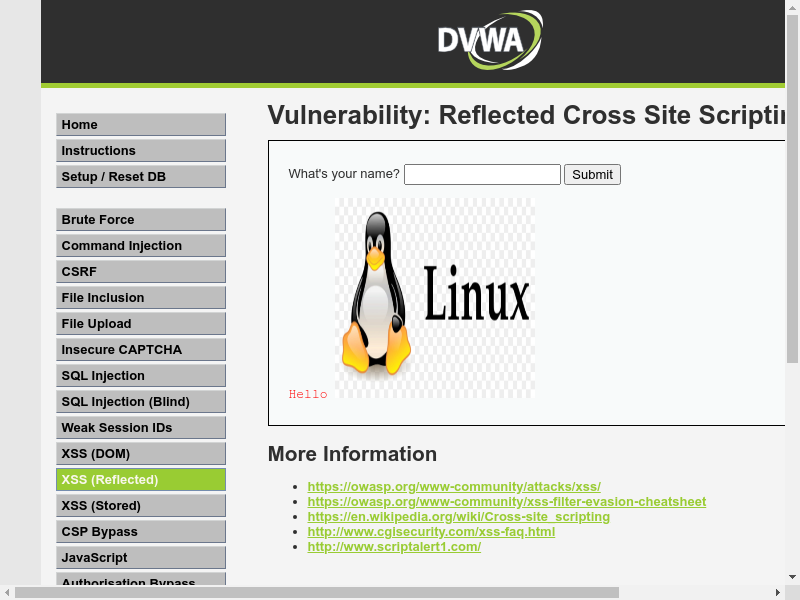 DVWA
Home
Instructions
Setup / Reset DB
Brute Force
Command Injection
CSRF
File Inclusion
File Upload
Insecure CAPTCHA
SQL Injection
SQL Injection (Blind)
Weak Session IDs
XSS (DOM)
XSS (Reflected)
XSS (Stored)
CSP Bypass
JavaScript
Authorisation Bypass
Vulnerability: Reflected Cross Site Scriptin
What's your name? Submit
Linux
Hello
More Information
https://owasp.org/www-community/attacks/xss/
https://owasp.org/www-community/xss-filter-evasion-cheatsheet
https://en.wikipedia.org/wiki/Cross-site_scripting
http://www.cgisecurity.com/xss-faq.html
http://www.scriptalert1.com/